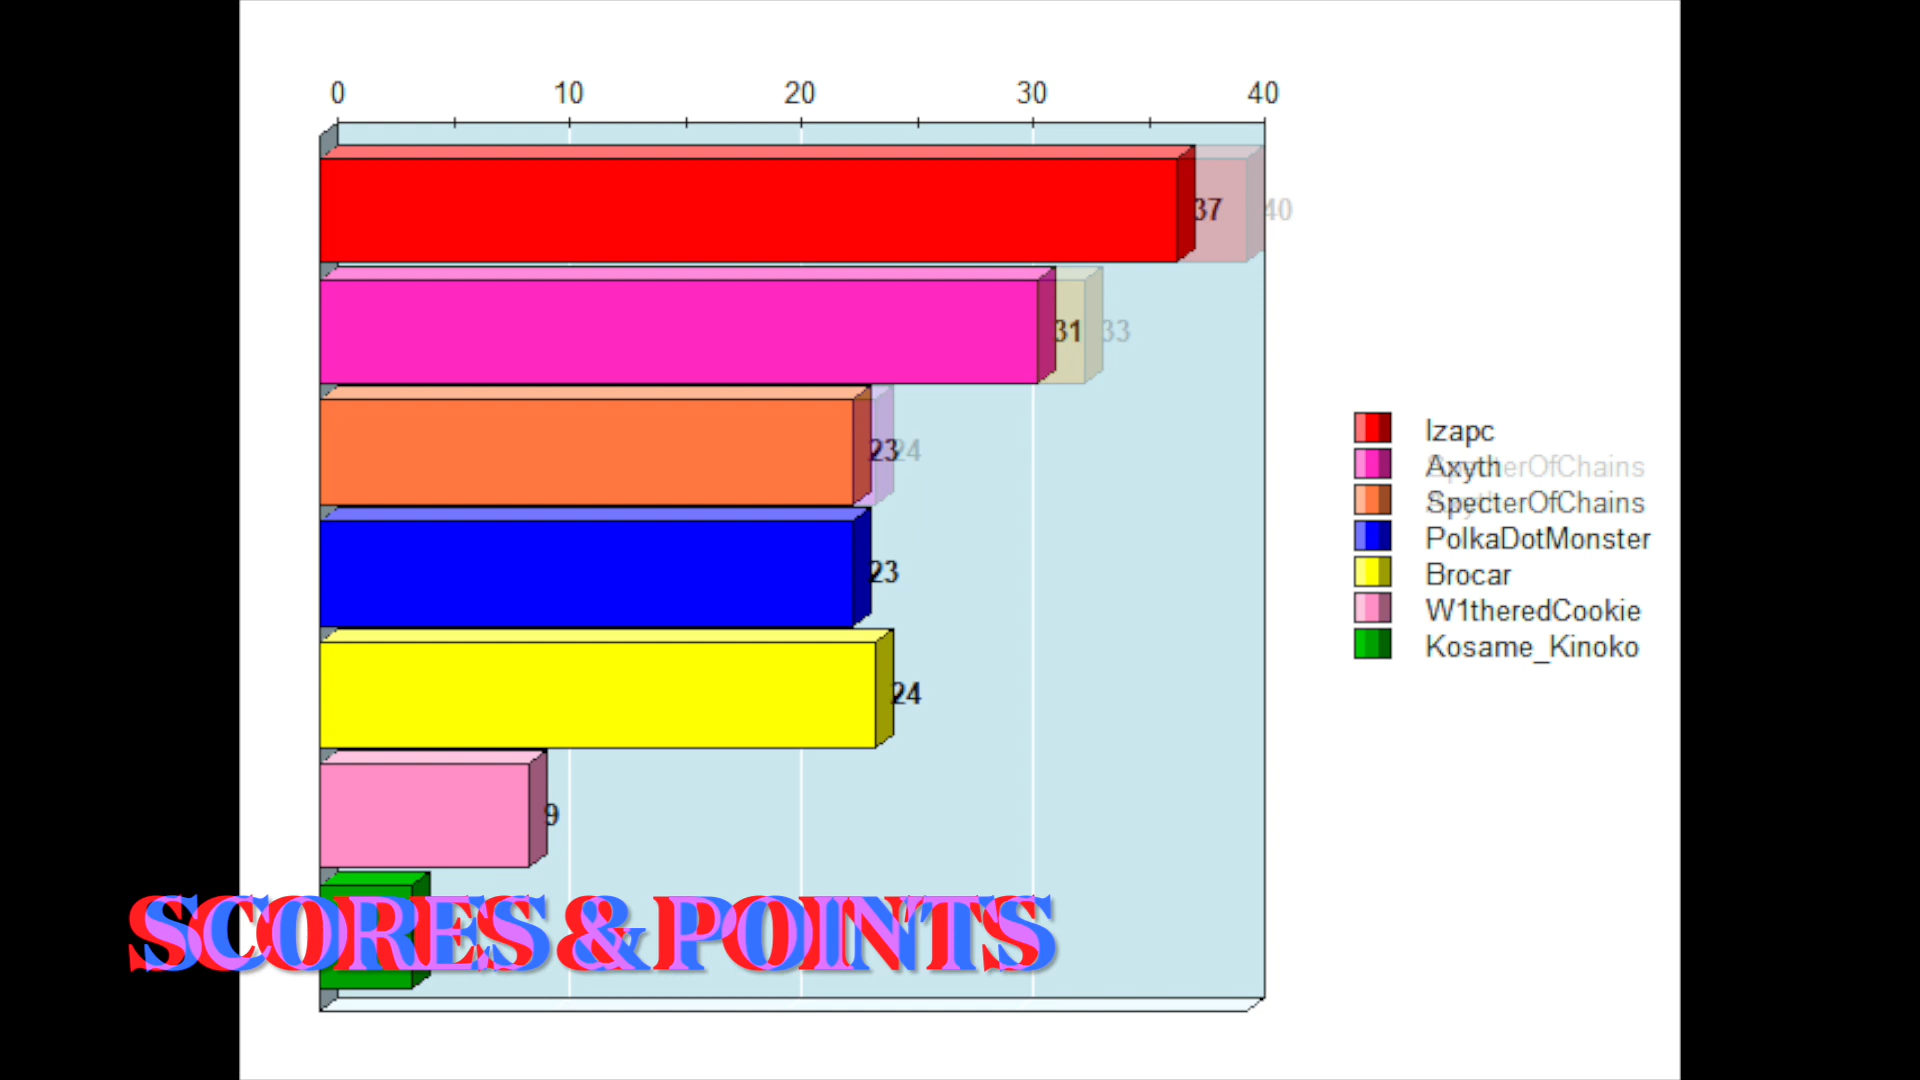 0 10 20 30 40
37 40
31 33
23 24
23
24
9
Izapc
Axyth SpecterOfChains
SpecterOfChains
PolkaDotMonster
Brocar
W1theredCookie
Kosame_Kinoko
SCORES & POINTS